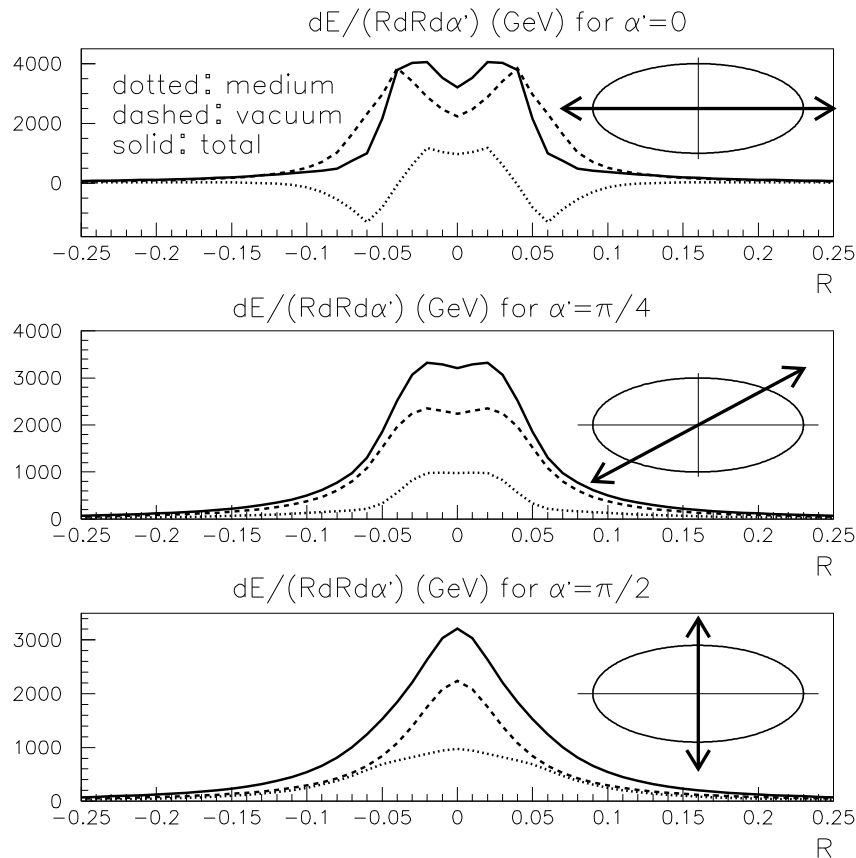 dE/(RdRdα') (GeV) for α'=0
4000
2000
0
dotted: medium
dashed: vacuum
solid: total
−0.25 −0.2 −0.15 −0.1 −0.05 0 0.05 0.1 0.15 0.2 0.25
R
dE/(RdRdα') (GeV) for α'=π/4
4000
3000
2000
1000
0
−0.25 −0.2 −0.15 −0.1 −0.05 0 0.05 0.1 0.15 0.2 0.25
R
dE/(RdRdα') (GeV) for α'=π/2
3000
2000
1000
0
−0.25 −0.2 −0.15 −0.1 −0.05 0 0.05 0.1 0.15 0.2 0.25
R